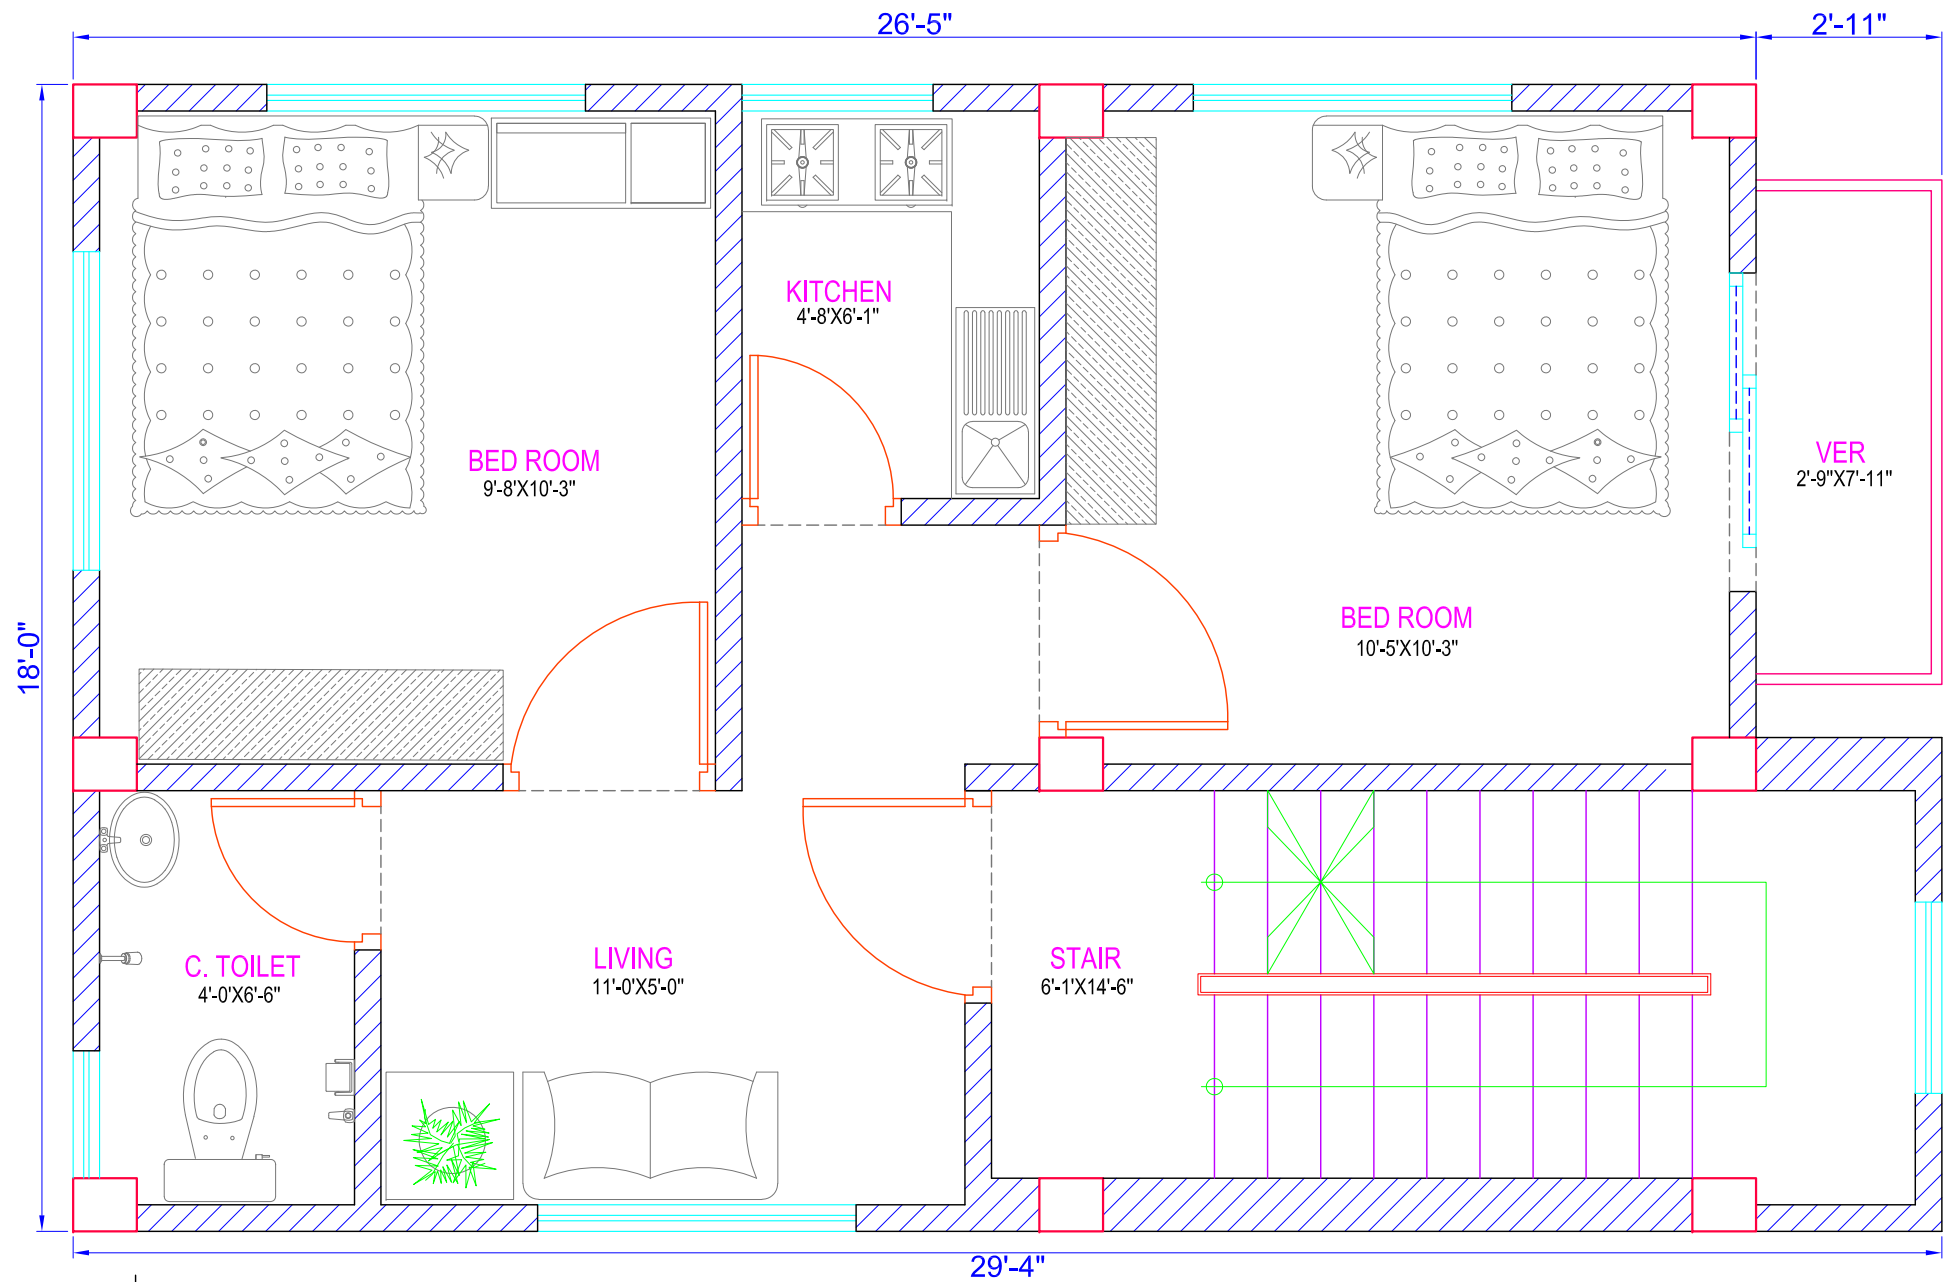 26'-5"
2'-11"
18'-0"
KITCHEN
4'-8'X6'-1"
BED ROOM
9'-8'X10'-3"
VER
2'-9"X7'-11"
BED ROOM
10'-5'X10'-3"
C. TOILET
4'-0'X6'-6"
LIVING
11'-0'X5'-0"
STAIR
6'-1'X14'-6"
29'-4"